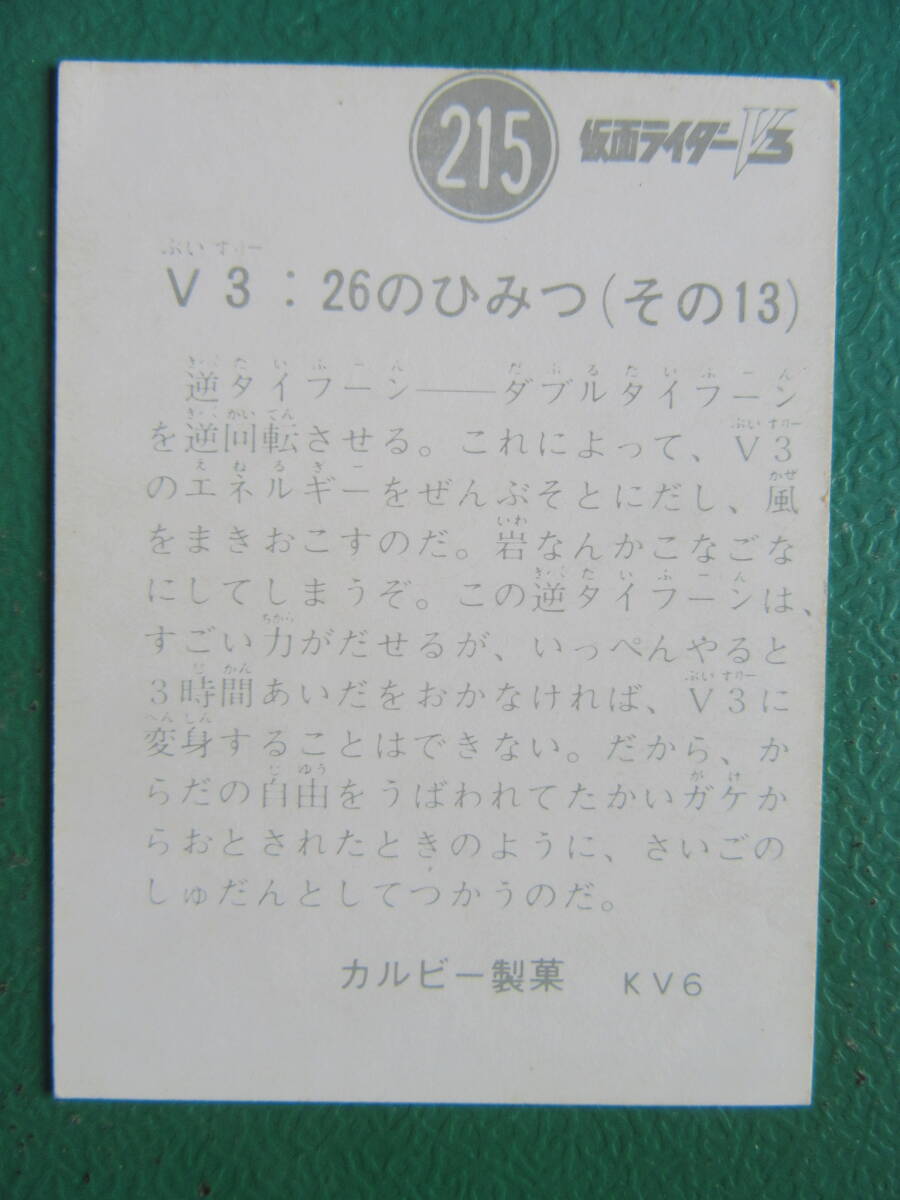 215
仮面ライダーV3
ぶいすりー
V3：26のひみつ(その13)
ぎゃくたいふーん だぶるたいふーん
逆タイフーン——ダブルタイフーン
ぎゃくかいてん ぶいすりー
を逆回転させる。これによって、V3
えねるぎー かぜ
のエネルギーをぜんぶそとにだし、風
いわ
をまきおこすのだ。岩なんかこなごな
ぎゃくたいふーん
にしてしまうぞ。この逆タイフーンは、
ちから
すごい力がだせるが、いっぺんやると
じかん ぶいすりー
3時間あいだをおかなければ、V3に
へんしん
変身することはできない。だから、か
じゆう がけ
らだの自由をうばわれてたかいガケか
らおとされたときのように、さいごの
しゅだんとしてつかうのだ。
カルビー製菓 KV6